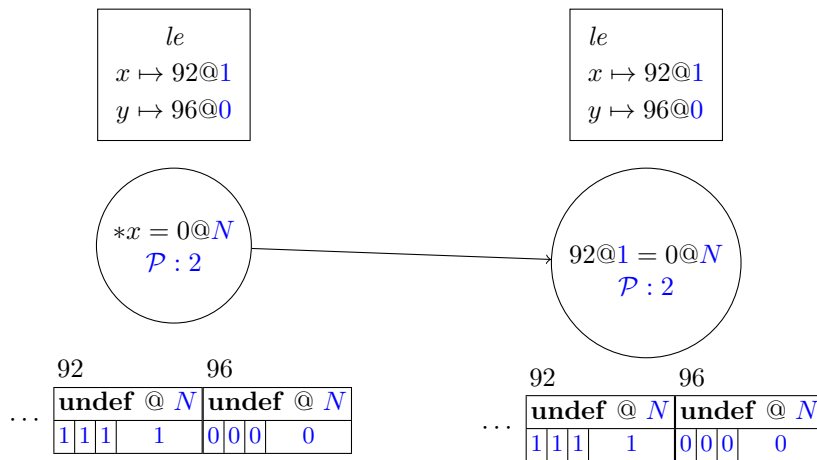 le
x ↦ 92@1
y ↦ 96@0
le
x ↦ 92@1
y ↦ 96@0
∗x = 0@N
𝒫 : 2
92@1 = 0@N
𝒫 : 2
92 96
... undef @ N undef @ N
1 1 1 1 0 0 0 0
92 96
... undef @ N undef @ N
1 1 1 1 0 0 0 0